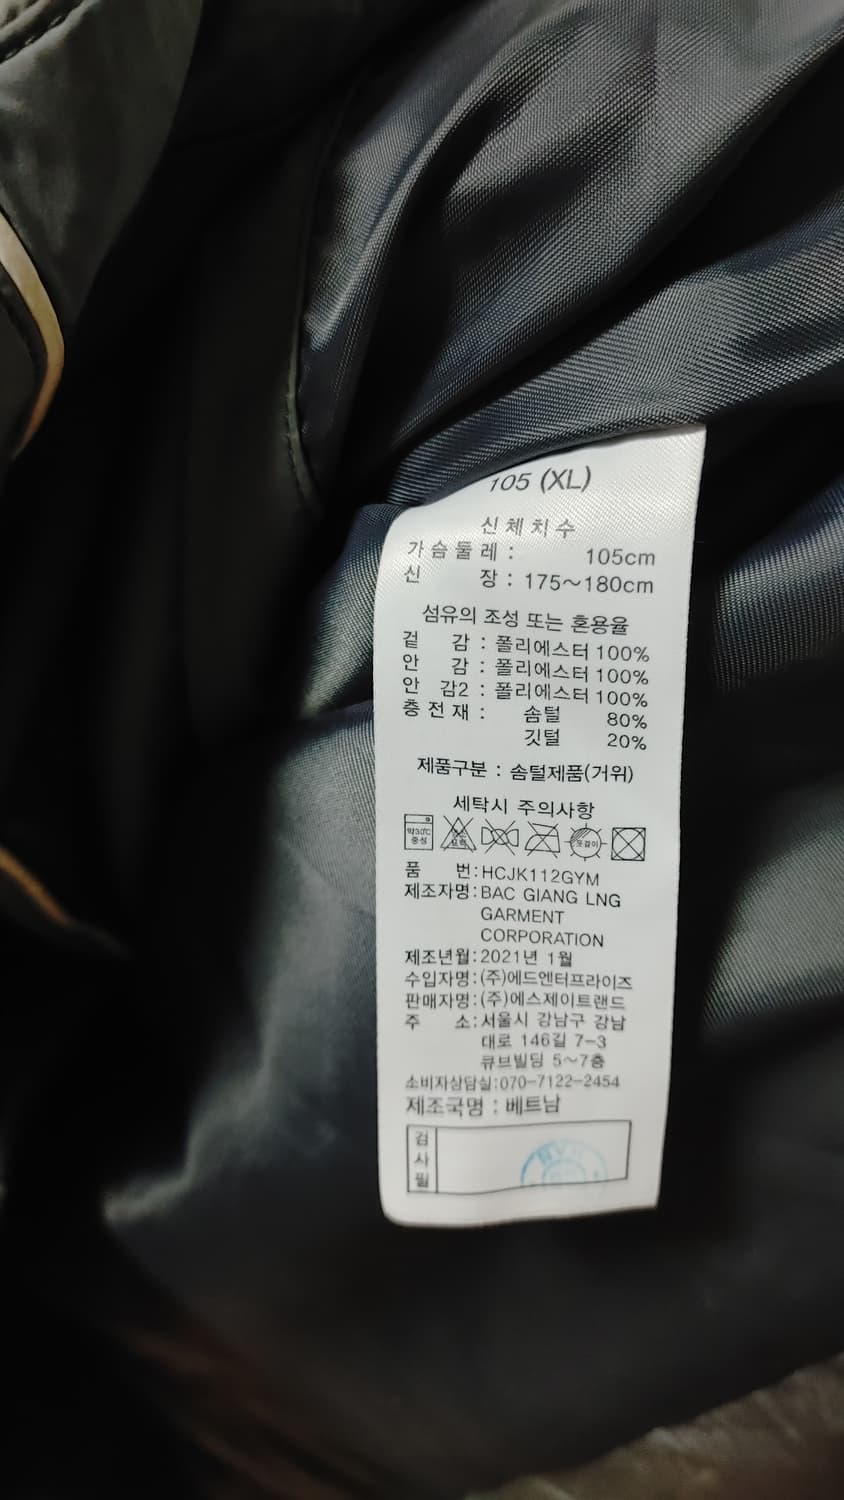 105 (XL)
신체치수
가슴둘레 : 105cm
신 장 : 175～180cm
섬유의 조성 또는 혼용율
겉 감 : 폴리에스터 100%
안 감 : 폴리에스터 100%
안 감2 : 폴리에스터 100%
충전재 : 솜털 80%
깃털 20%
제품구분 : 솜털제품(거위)
세탁시 주의사항
약30℃
중성
품 번:HCJK112GYM
제조자명:BAC GIANG LNG
GARMENT
CORPORATION
제조년월:2021년 1월
수입자명:(주)에드엔터프라이즈
판매자명:(주)에스제이트랜드
주 소:서울시 강남구 강남
대로 146길 7-3
큐브빌딩 5～7층
소비자상담실:070-7122-2454
제조국명 : 베트남
검
사
필